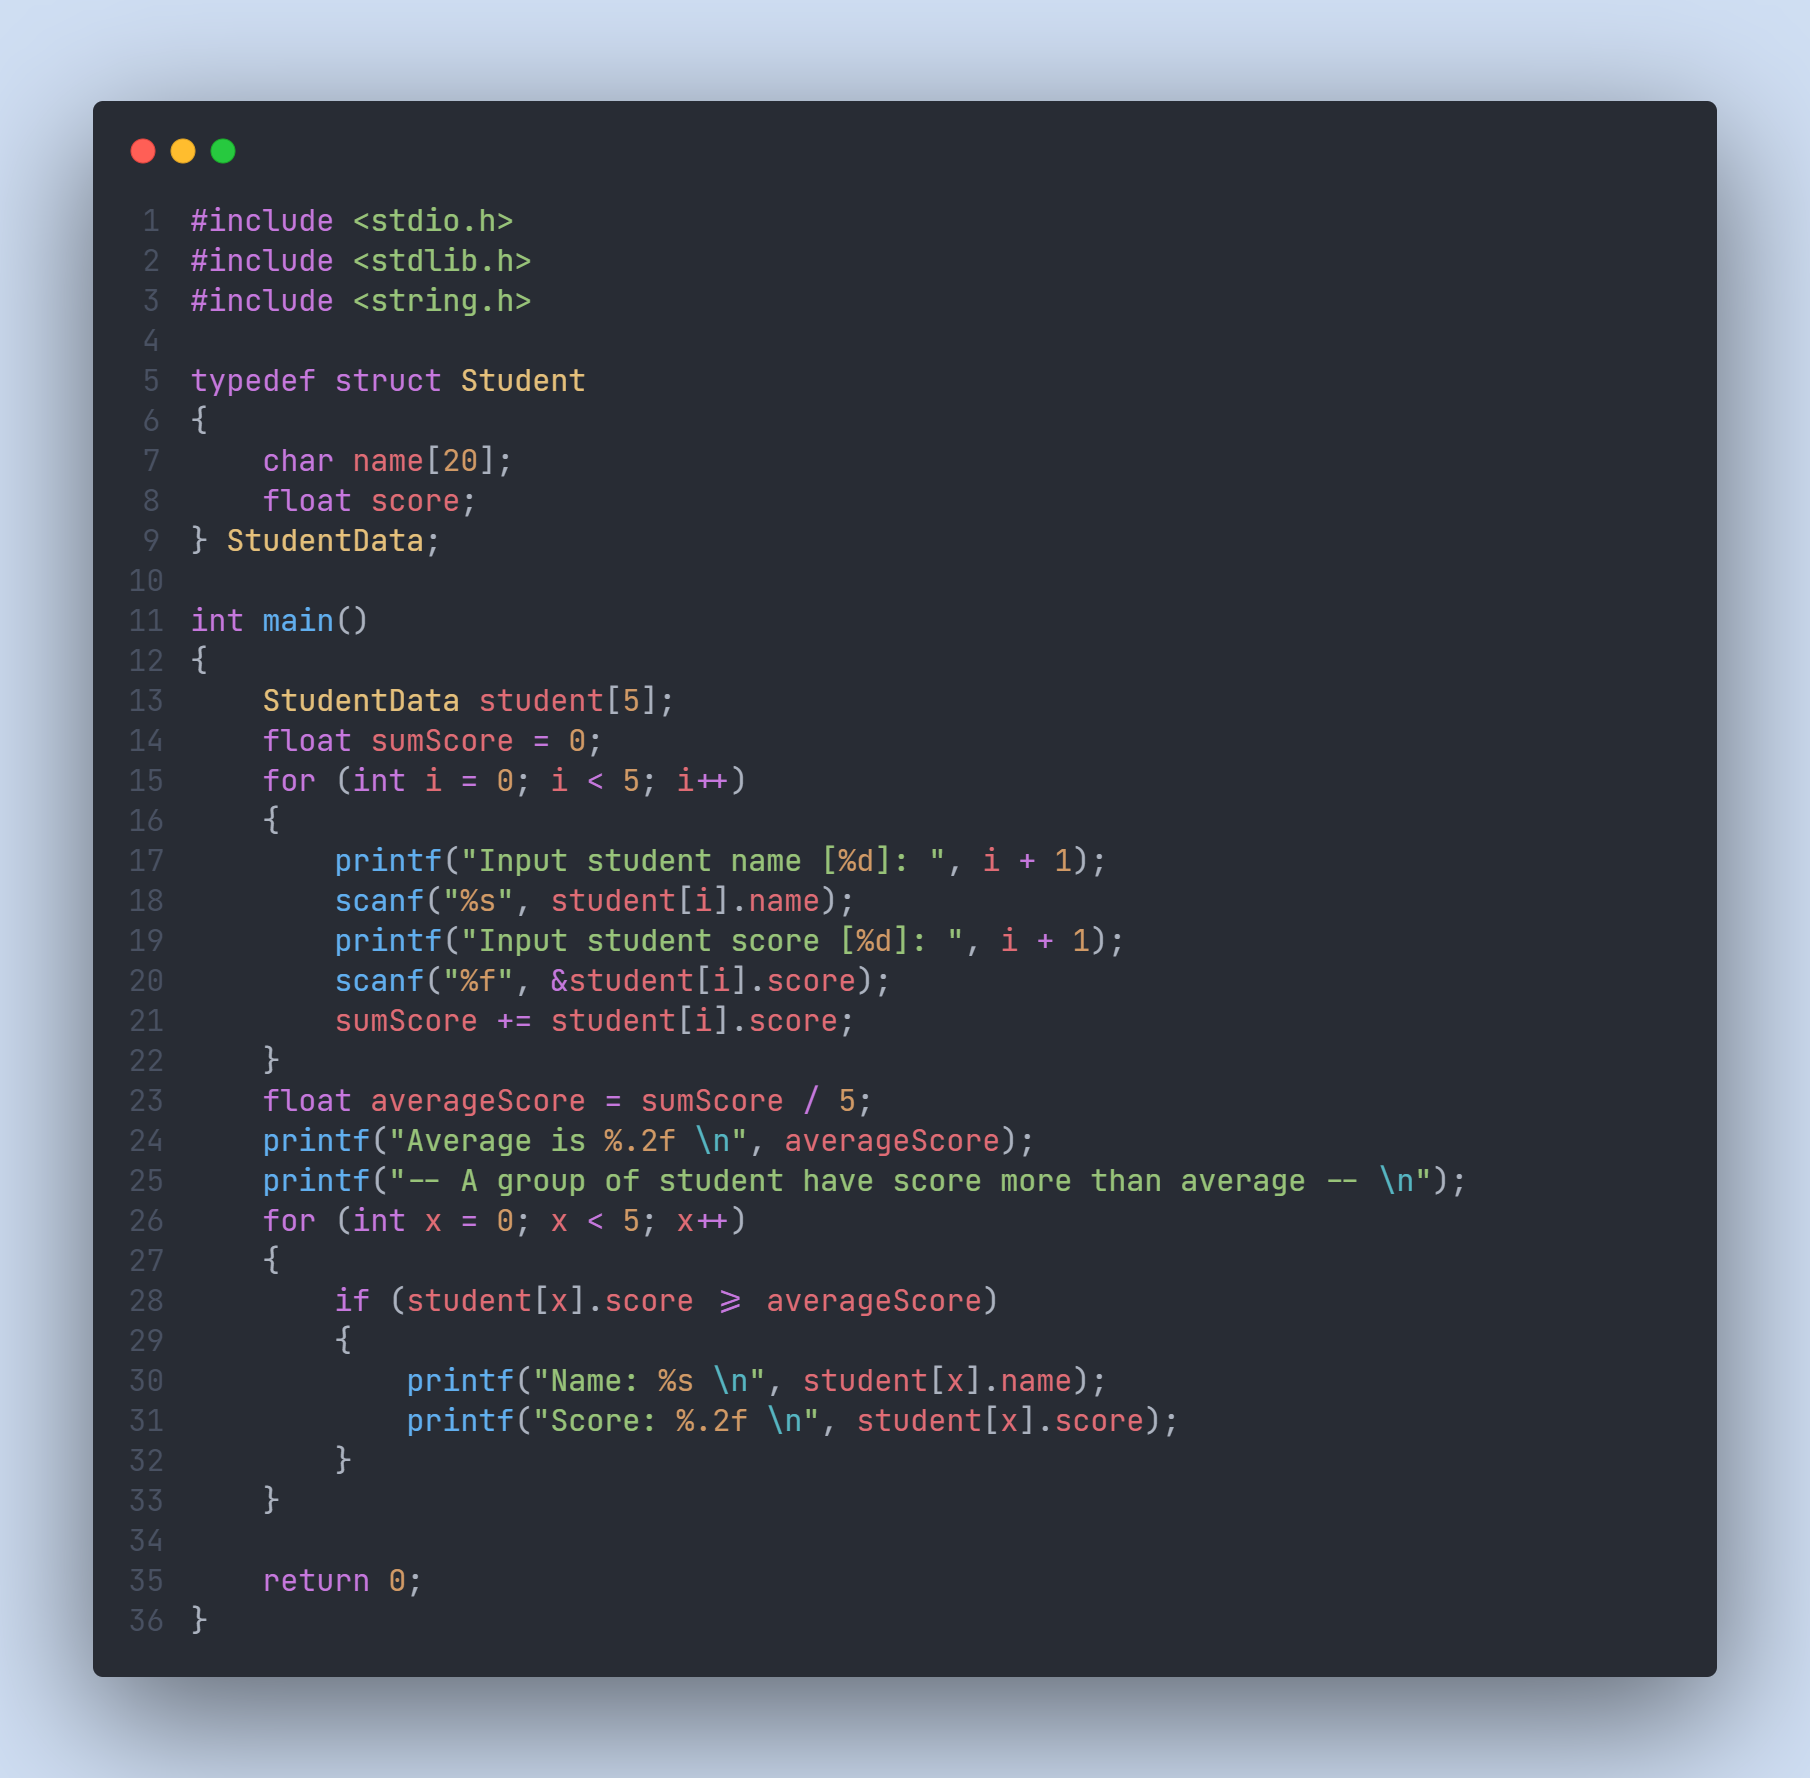 1 #include <stdio.h>
2 #include <stdlib.h>
3 #include <string.h>
4
5 typedef struct Student
6 {
7     char name[20];
8     float score;
9 } StudentData;
10
11 int main()
12 {
13     StudentData student[5];
14     float sumScore = 0;
15     for (int i = 0; i < 5; i++)
16     {
17         printf("Input student name [%d]: ", i + 1);
18         scanf("%s", student[i].name);
19         printf("Input student score [%d]: ", i + 1);
20         scanf("%f", &student[i].score);
21         sumScore += student[i].score;
22     }
23     float averageScore = sumScore / 5;
24     printf("Average is %.2f \n", averageScore);
25     printf("-- A group of student have score more than average -- \n");
26     for (int x = 0; x < 5; x++)
27     {
28         if (student[x].score >= averageScore)
29         {
30             printf("Name: %s \n", student[x].name);
31             printf("Score: %.2f \n", student[x].score);
32         }
33     }
34
35     return 0;
36 }